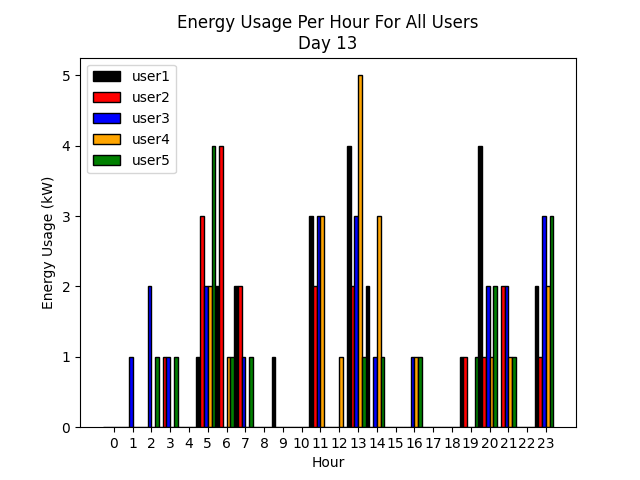 Energy Usage Per Hour For All Users
Day 13
user1
user2
user3
user4
user5
Energy Usage (kW)
5
4
3
2
1
0
0 1 2 3 4 5 6 7 8 9 10 11 12 13 14 15 16 17 18 19 20 21 22 23
Hour